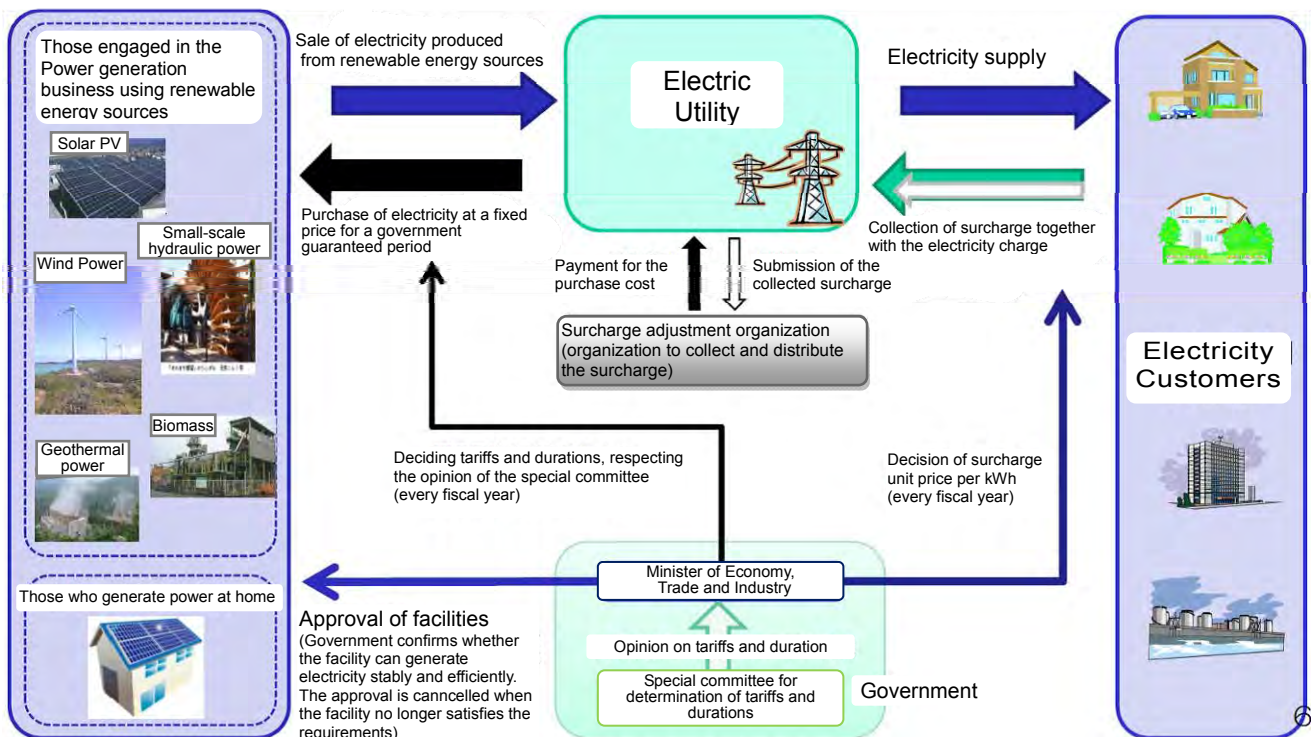 Those engaged in the
Power generation
business using renewable
energy sources
Solar PV
Small-scale
hydraulic power
Wind Power
Biomass
Geothermal
power
Those who generate power at home
Sale of electricity produced
from renewable energy sources
Purchase of electricity at a fixed
price for a government
guaranteed period
Electric
Utility
Electricity supply
Collection of surcharge together
with the electricity charge
Payment for the
purchase cost
Submission of the
collected surcharge
Surcharge adjustment organization
(organization to collect and distribute
the surcharge)
Electricity
Customers
Deciding tariffs and durations, respecting
the opinion of the special committee
(every fiscal year)
Decision of surcharge
unit price per kWh
(every fiscal year)
Minister of Economy,
Trade and Industry
Approval of facilities
(Government confirms whether
the facility can generate
electricity stably and efficiently.
The approval is canncelled when
the facility no longer satisfies the
requirements)
Opinion on tariffs and duration
Special committee for
determination of tariffs and
durations
Government
6